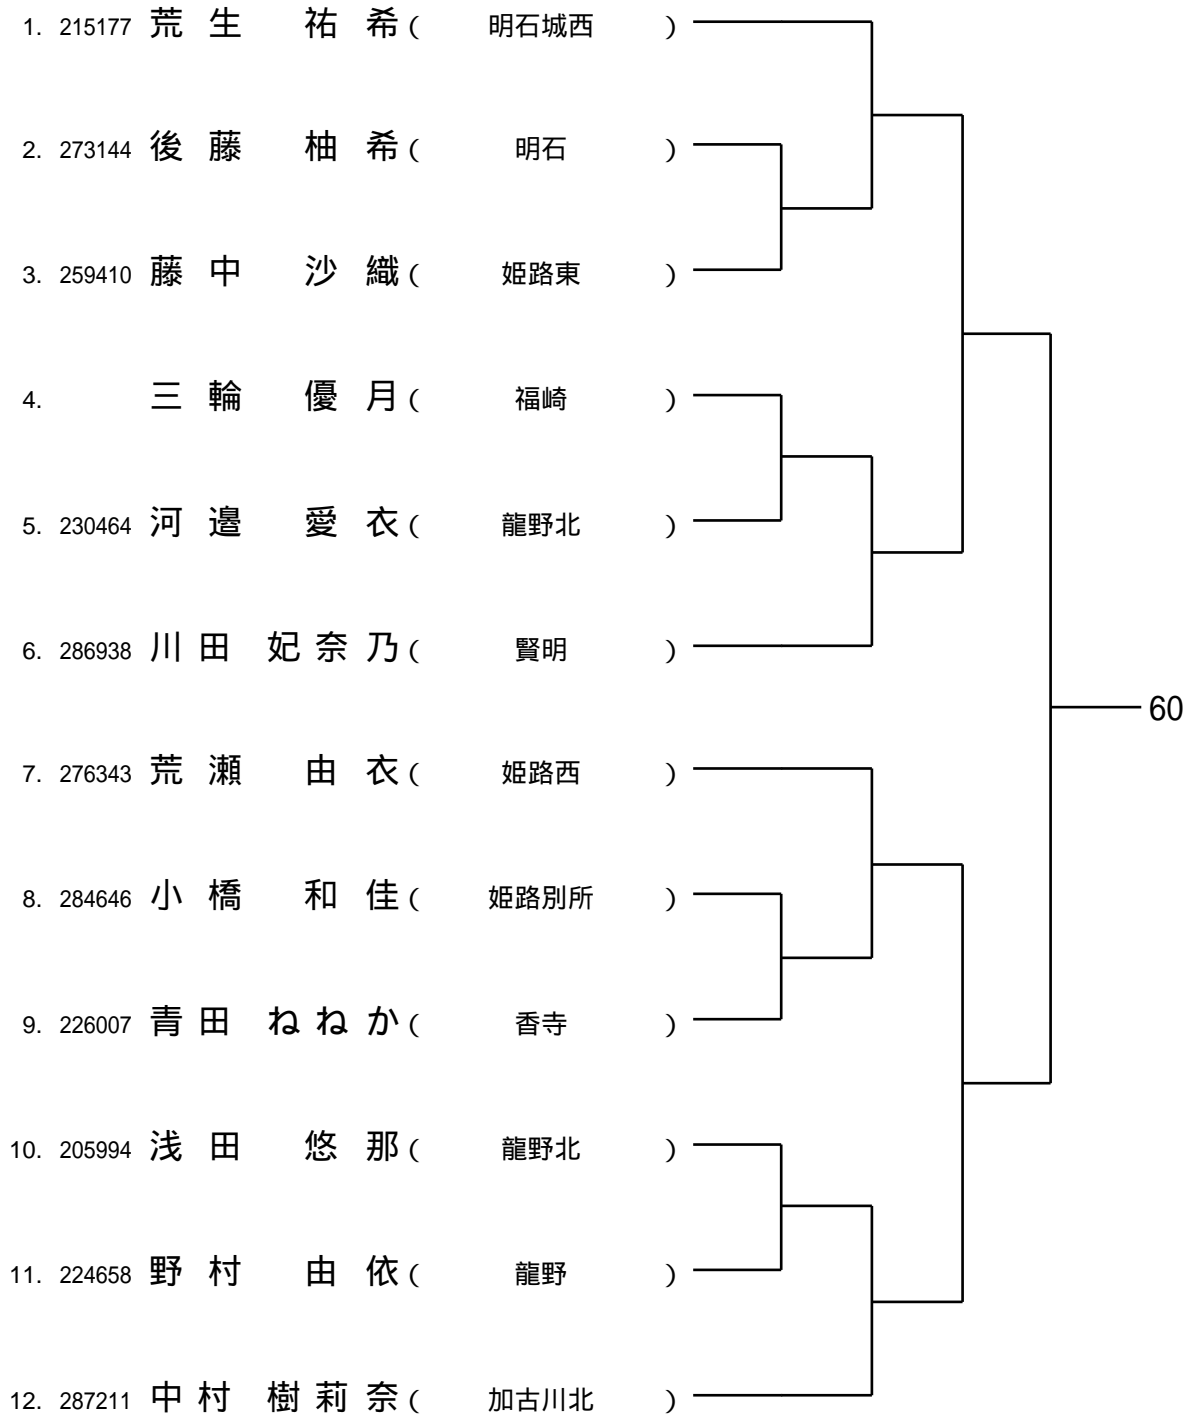 1. 215177 荒生 祐希 ( 明石城西 )
2. 273144 後藤 柚希 ( 明石 )
3. 259410 藤中 沙織 ( 姫路東 )
4. 三輪 優月 ( 福崎 )
5. 230464 河邉 愛衣 ( 龍野北 )
6. 286938 川田 妃奈乃 ( 賢明 )
60
7. 276343 荒瀬 由衣 ( 姫路西 )
8. 284646 小橋 和佳 ( 姫路別所 )
9. 226007 青田 ねねか ( 香寺 )
10. 205994 浅田 悠那 ( 龍野北 )
11. 224658 野村 由依 ( 龍野 )
12. 287211 中村 樹莉奈 ( 加古川北 )